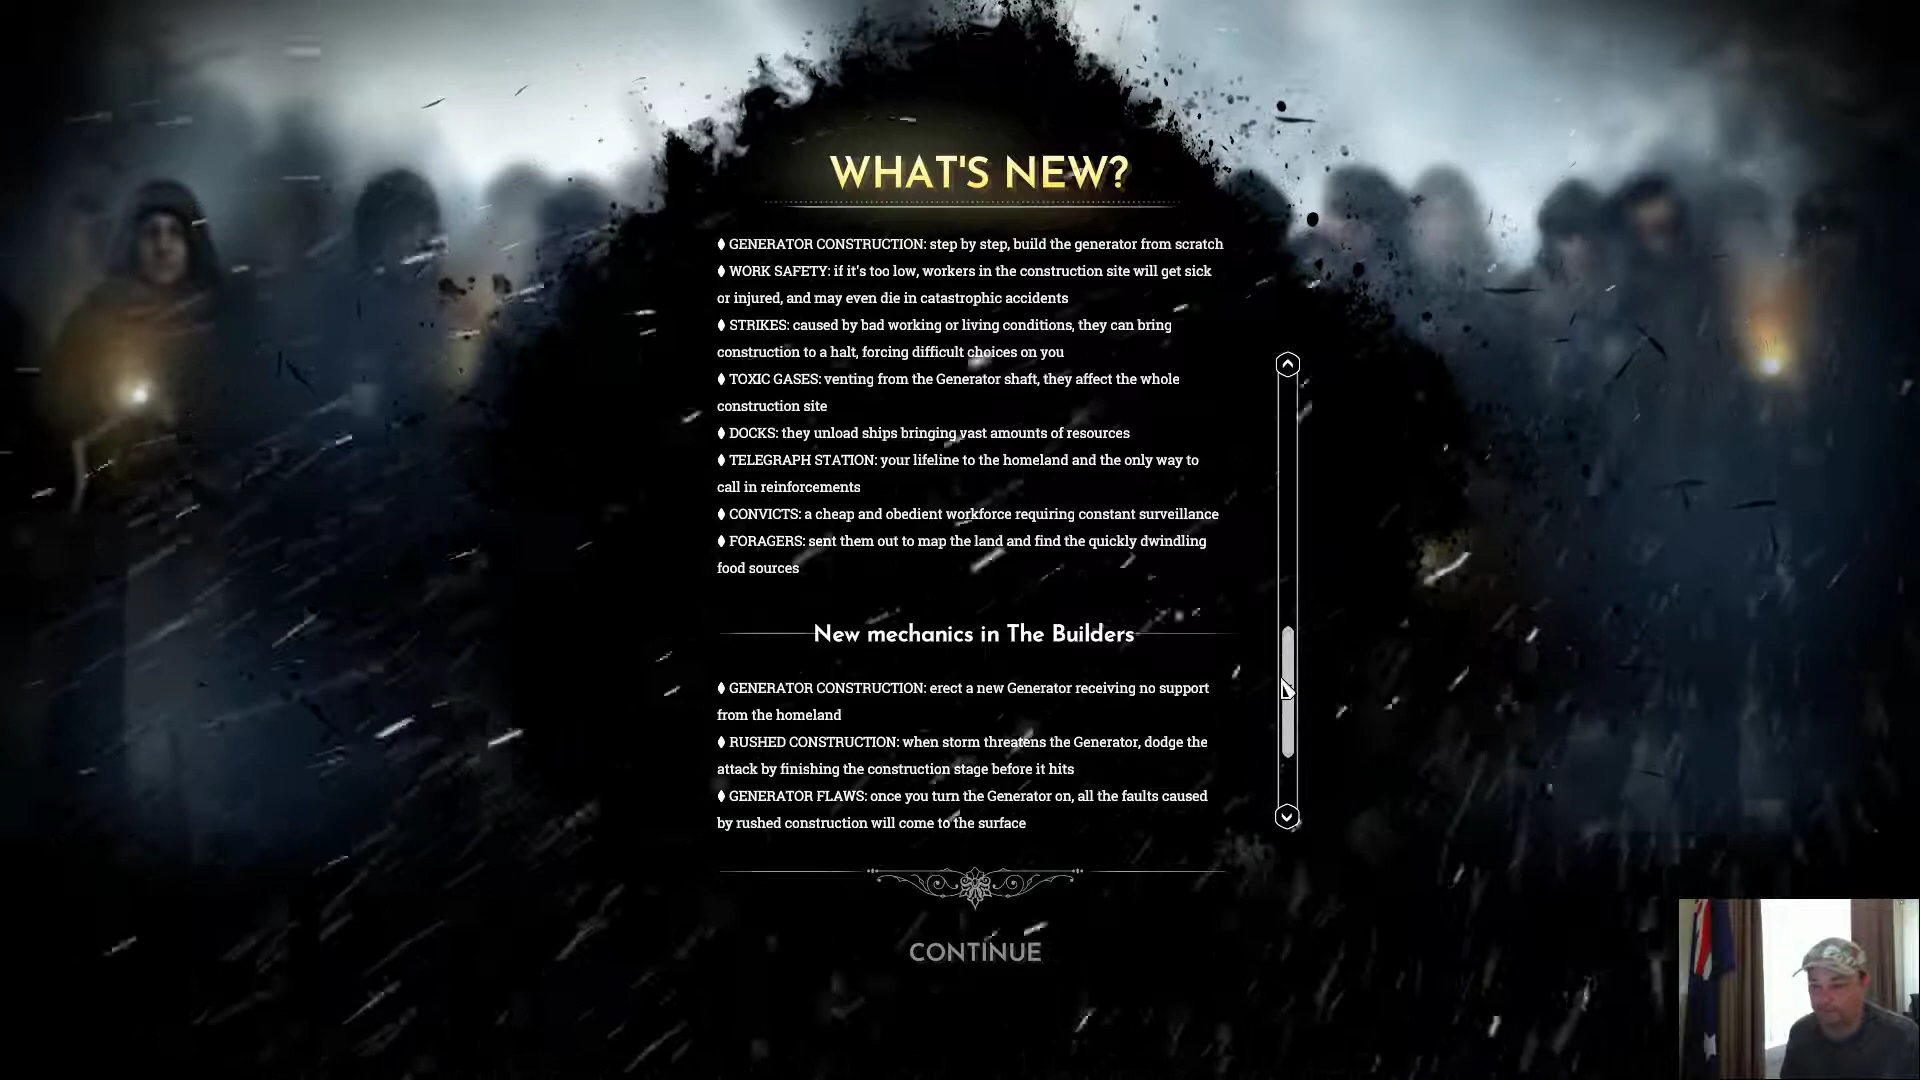 WHAT'S NEW?
GENERATOR CONSTRUCTION: step by step, build the generator from scratch
WORK SAFETY: if it's too low, workers in the construction site will get sick
or injured, and may even die in catastrophic accidents
STRIKES: caused by bad working or living conditions, they can bring
construction to a halt, forcing difficult choices on you
TOXIC GASES: venting from the Generator shaft, they affect the whole
construction site
DOCKS: they unload ships bringing vast amounts of resources
TELEGRAPH STATION: your lifeline to the homeland and the only way to
call in reinforcements
CONVICTS: a cheap and obedient workforce requiring constant surveillance
FORAGERS: sent them out to map the land and find the quickly dwindling
food sources
New mechanics in The Builders
GENERATOR CONSTRUCTION: erect a new Generator receiving no support
from the homeland
RUSHED CONSTRUCTION: when storm threatens the Generator, dodge the
attack by finishing the construction stage before it hits
GENERATOR FLAWS: once you turn the Generator on, all the faults caused
by rushed construction will come to the surface
CONTINUE